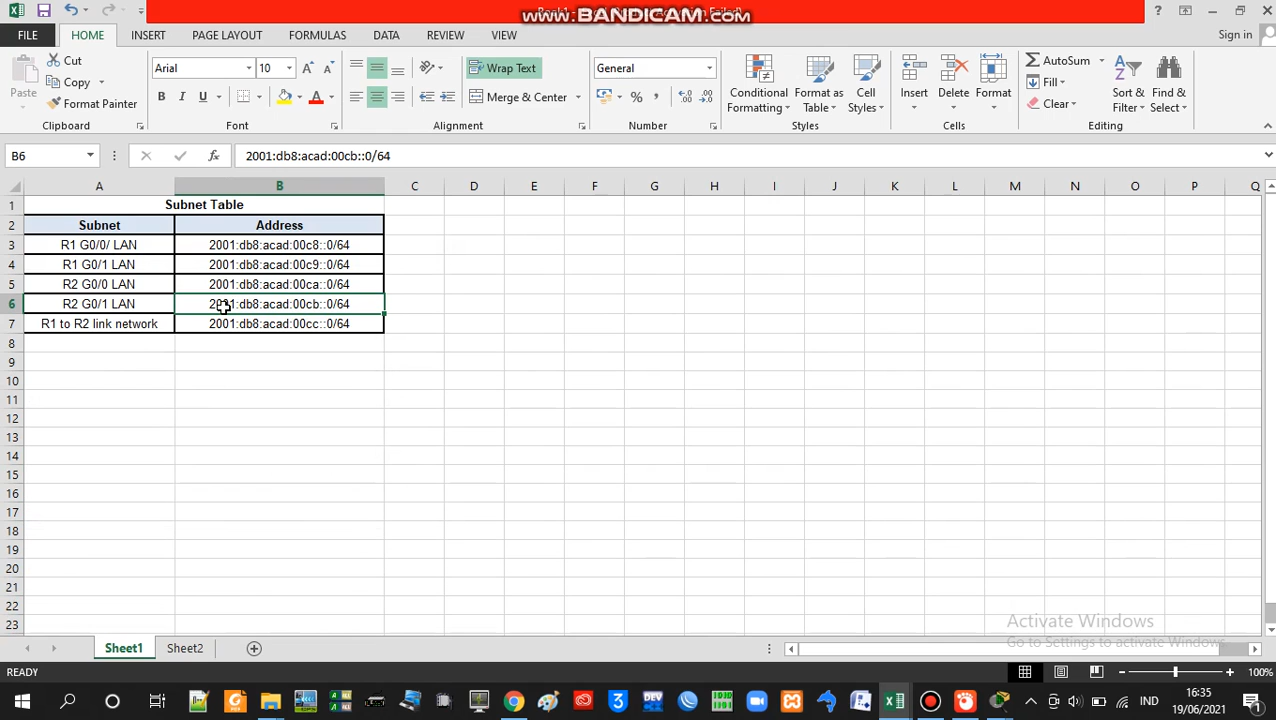 www.BANDICAM.com
FILE HOME INSERT PAGE LAYOUT FORMULAS DATA REVIEW VIEW Sign in
Paste Cut Copy Format Painter Clipboard
Arial 10 B I U A Font
Wrap Text Merge & Center Alignment
General % Number
Conditional Formatting Format as Table Cell Styles Styles
Insert Delete Format Cells
AutoSum Fill Clear Sort & Filter Find & Select Editing
B6 fx 2001:db8:acad:00cb::0/64
A B C D E F G H I J K L M N O P Q
1 Subnet Table
2 Subnet Address
3 R1 G0/0/ LAN 2001:db8:acad:00c8::0/64
4 R1 G0/1 LAN 2001:db8:acad:00c9::0/64
5 R2 G0/0 LAN 2001:db8:acad:00ca::0/64
6 R2 G0/1 LAN 2001:db8:acad:00cb::0/64
7 R1 to R2 link network 2001:db8:acad:00cc::0/64
8
9
10
11
12
13
14
15
16
17
18
19
20
21
22
23
Activate Windows
Go to Settings to activate Windows.
Sheet1 Sheet2
READY 100%
IND 16:35
19/06/2021